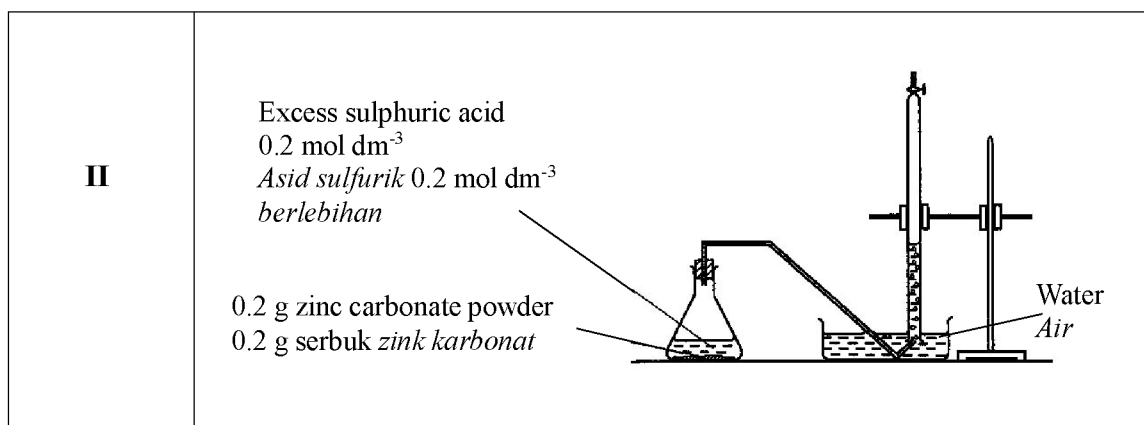 II
Excess sulphuric acid
0.2 mol dm⁻³
Asid sulfurik 0.2 mol dm⁻³
berlebihan
0.2 g zinc carbonate powder
0.2 g serbuk zink karbonat
Water
Air